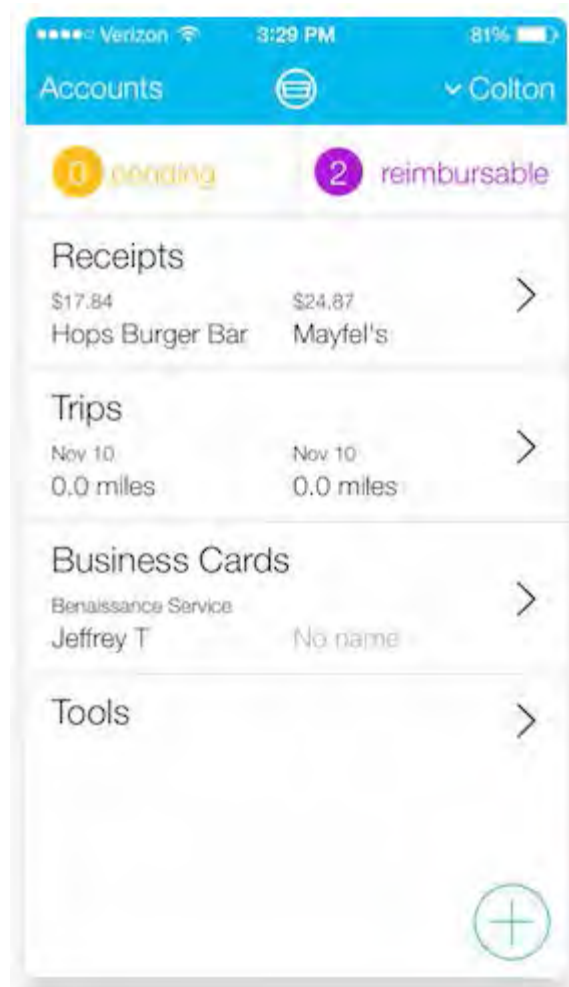 Verizon 3:29 PM 81%
Accounts Colton
0 pending 2 reimbursable
Receipts
$17.84 $24.87
Hops Burger Bar Mayfel's
Trips
Nov 10 Nov 10
0.0 miles 0.0 miles
Business Cards
Benaissance Service
Jeffrey T No name
Tools